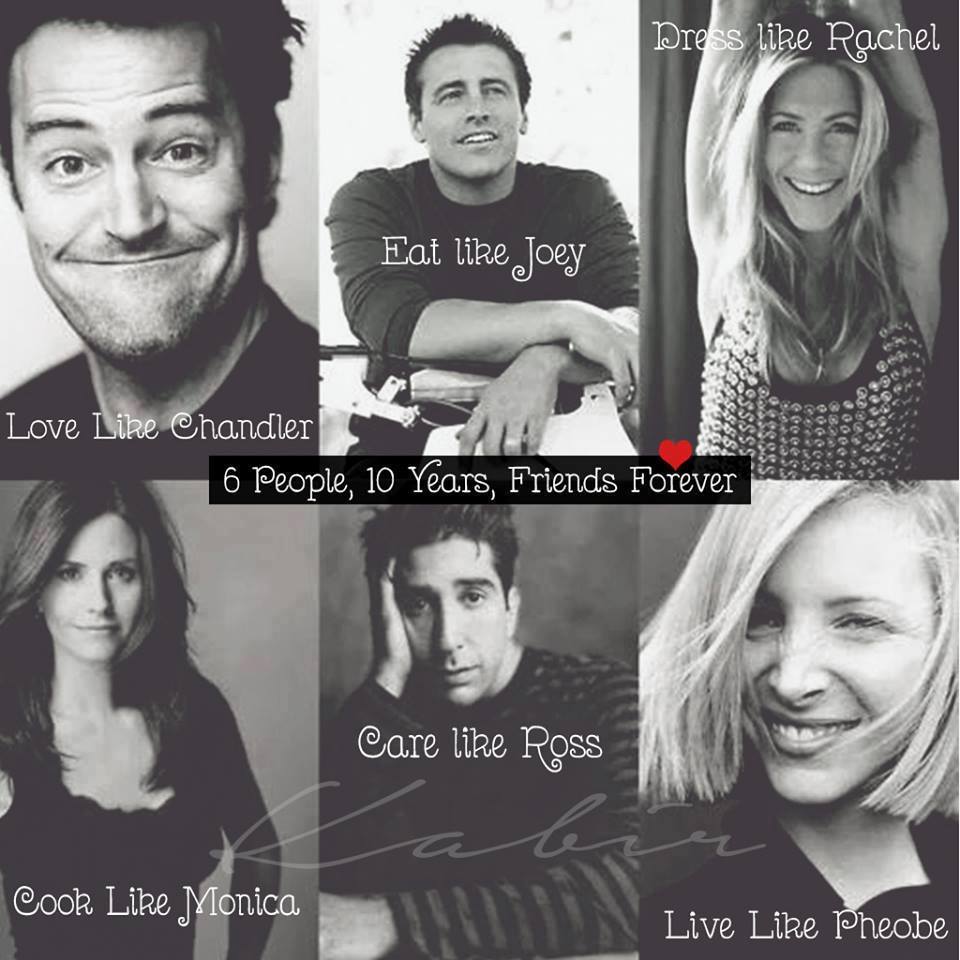 Dress like Rachel
Eat like Joey
Love Like Chandler
6 People, 10 Years, Friends Forever
Care like Ross
Kabir
Cook Like Monica
Live Like Pheobe